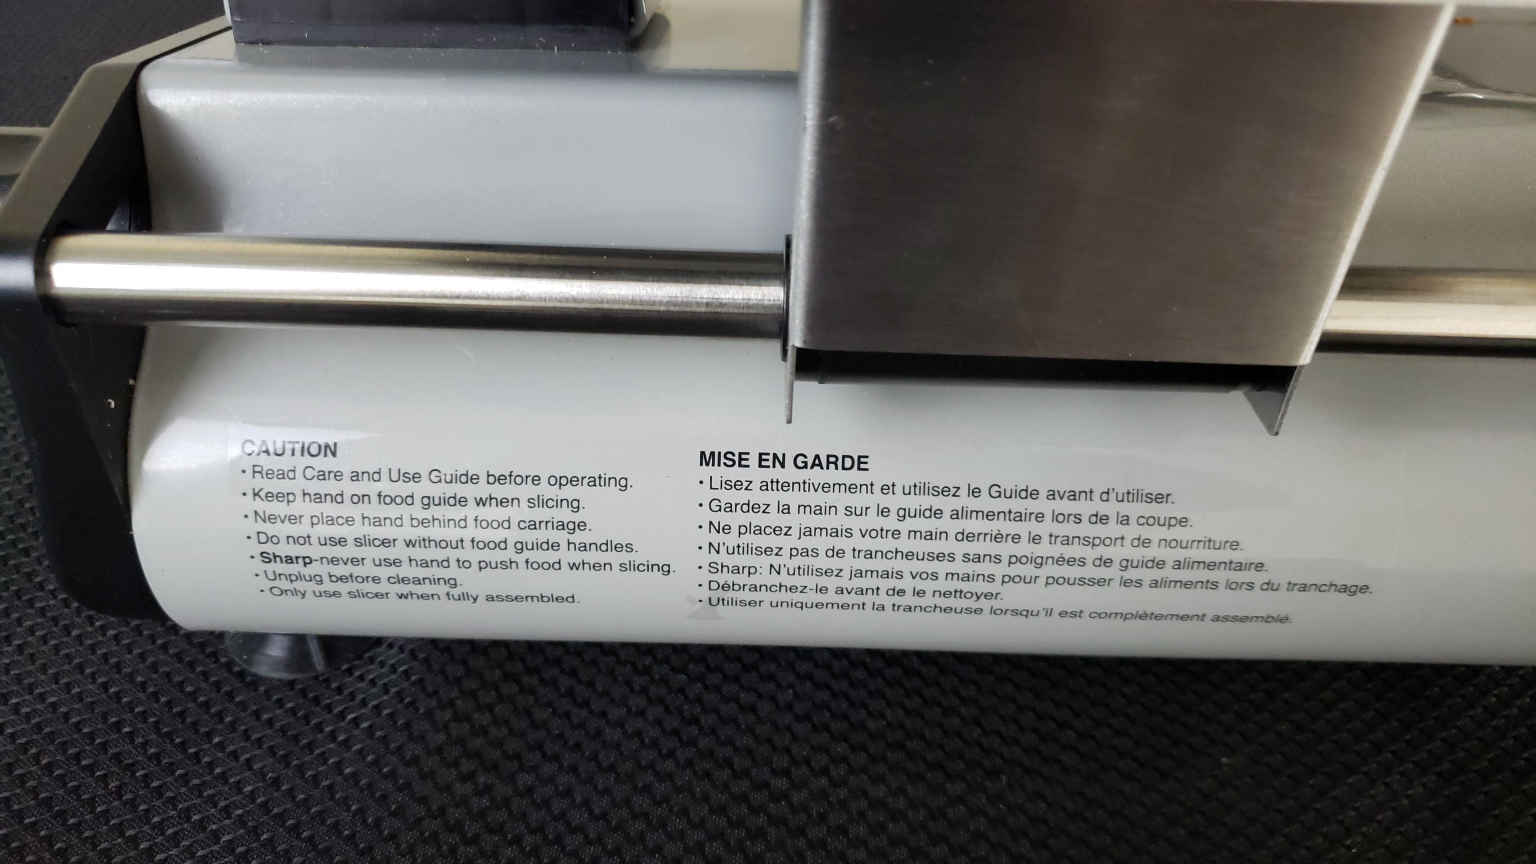 CAUTION
• Read Care and Use Guide before operating.
• Keep hand on food guide when slicing.
• Never place hand behind food carriage.
• Do not use slicer without food guide handles.
• Sharp-never use hand to push food when slicing.
• Unplug before cleaning.
• Only use slicer when fully assembled.
MISE EN GARDE
• Lisez attentivement et utilisez le Guide avant d'utiliser.
• Gardez la main sur le guide alimentaire lors de la coupe.
• Ne placez jamais votre main derrière le transport de nourriture.
• N'utilisez pas de trancheuses sans poignées de guide alimentaire.
• Sharp: N'utilisez jamais vos mains pour pousser les aliments lors du tranchage.
• Débranchez-le avant de le nettoyer.
• Utiliser uniquement la trancheuse lorsqu'il est complètement assemblé.